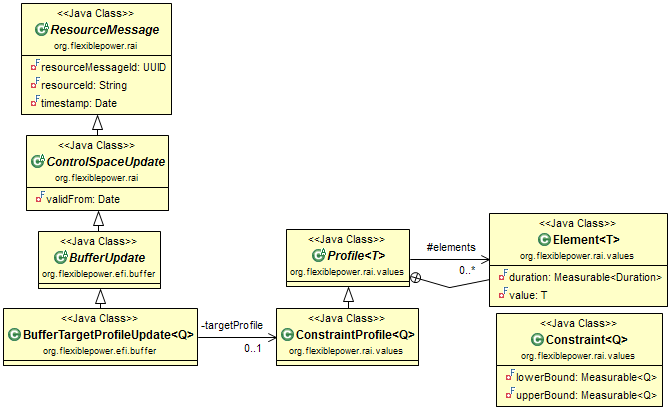 <<Java Class>>
ResourceMessage
org.flexiblepower.rai
resourceMessageId: UUID
resourceId: String
timestamp: Date
<<Java Class>>
ControlSpaceUpdate
org.flexiblepower.rai
validFrom: Date
<<Java Class>>
BufferUpdate
org.flexiblepower.efi.buffer
<<Java Class>>
BufferTargetProfileUpdate<Q>
org.flexiblepower.efi.buffer
-targetProfile
0..1
<<Java Class>>
Profile<T>
org.flexiblepower.rai.values
#elements
0..*
<<Java Class>>
ConstraintProfile<Q>
org.flexiblepower.rai.values
<<Java Class>>
Element<T>
org.flexiblepower.rai.values
duration: Measurable<Duration>
value: T
<<Java Class>>
Constraint<Q>
org.flexiblepower.rai.values
lowerBound: Measurable<Q>
upperBound: Measurable<Q>